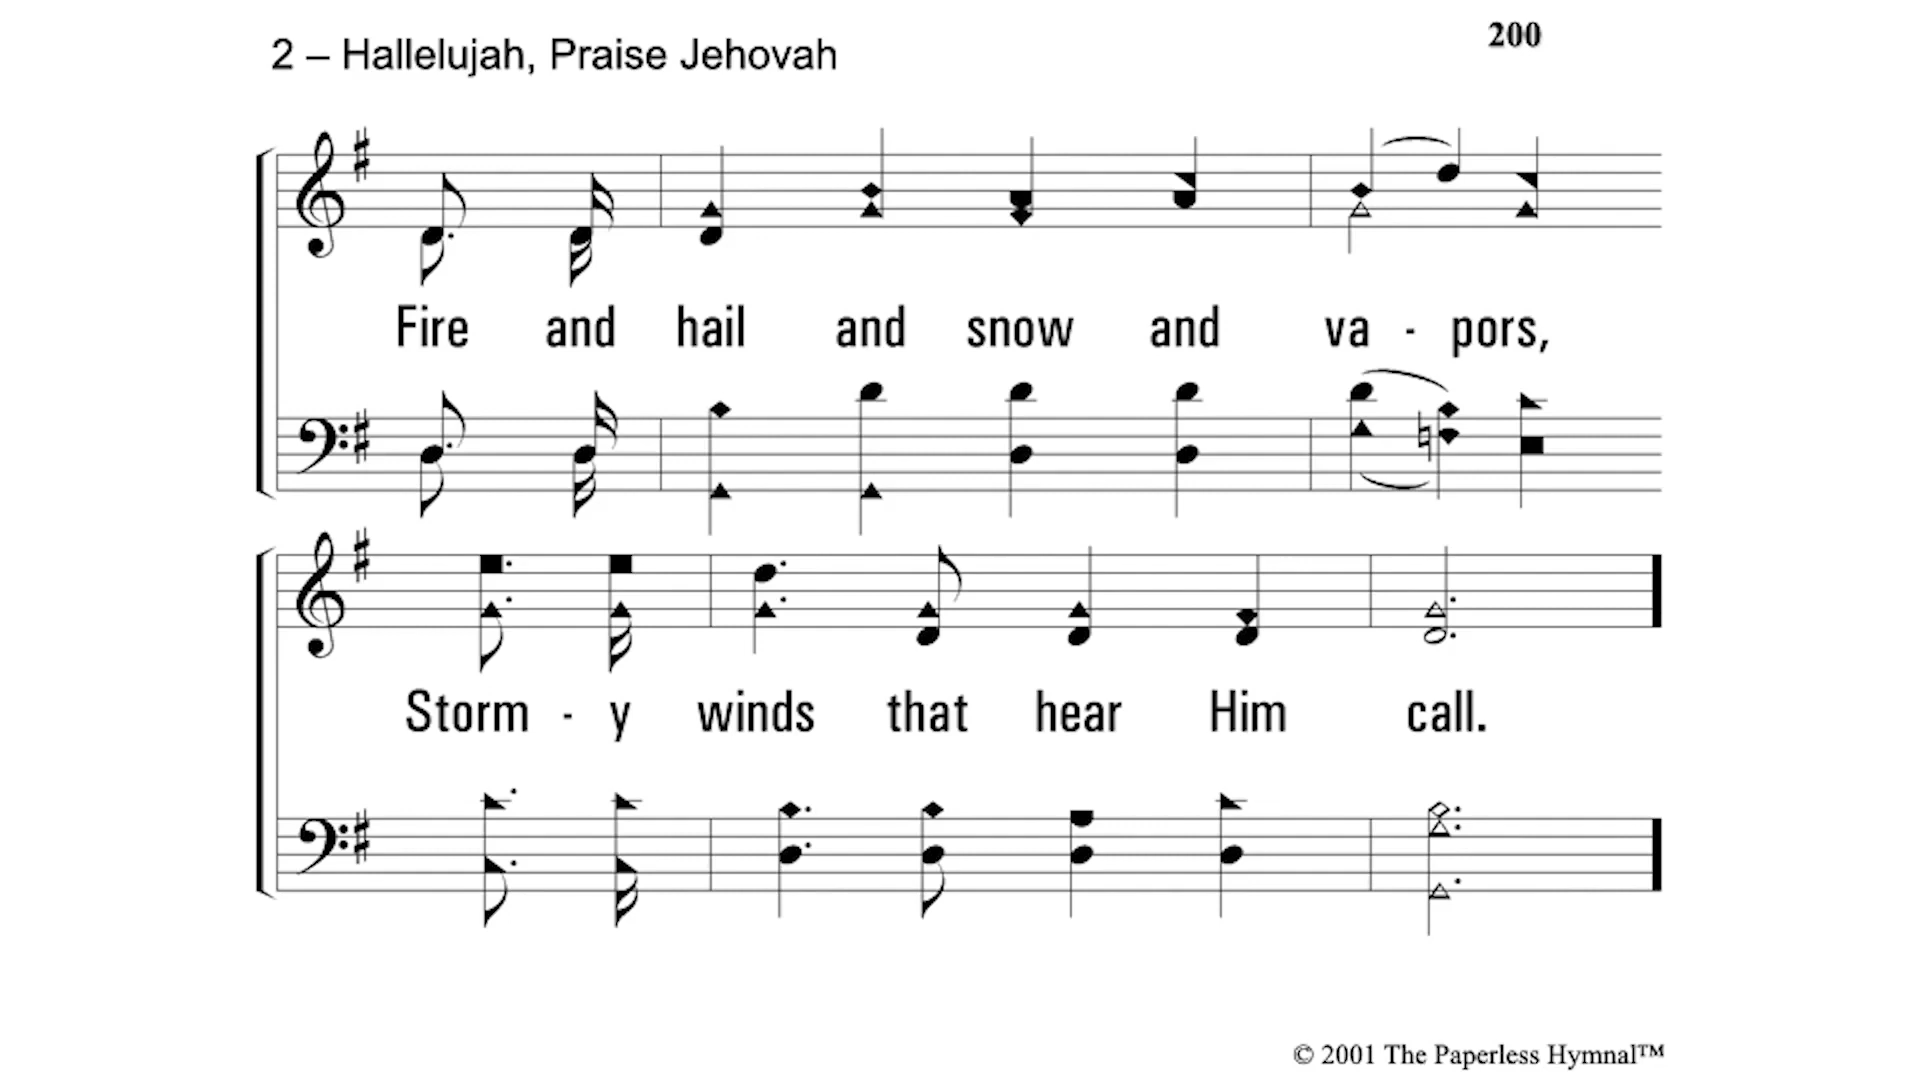 200
2 – Hallelujah, Praise Jehovah
Fire and hail and snow and va - pors,
Storm - y winds that hear Him call.
© 2001 The Paperless Hymnal™